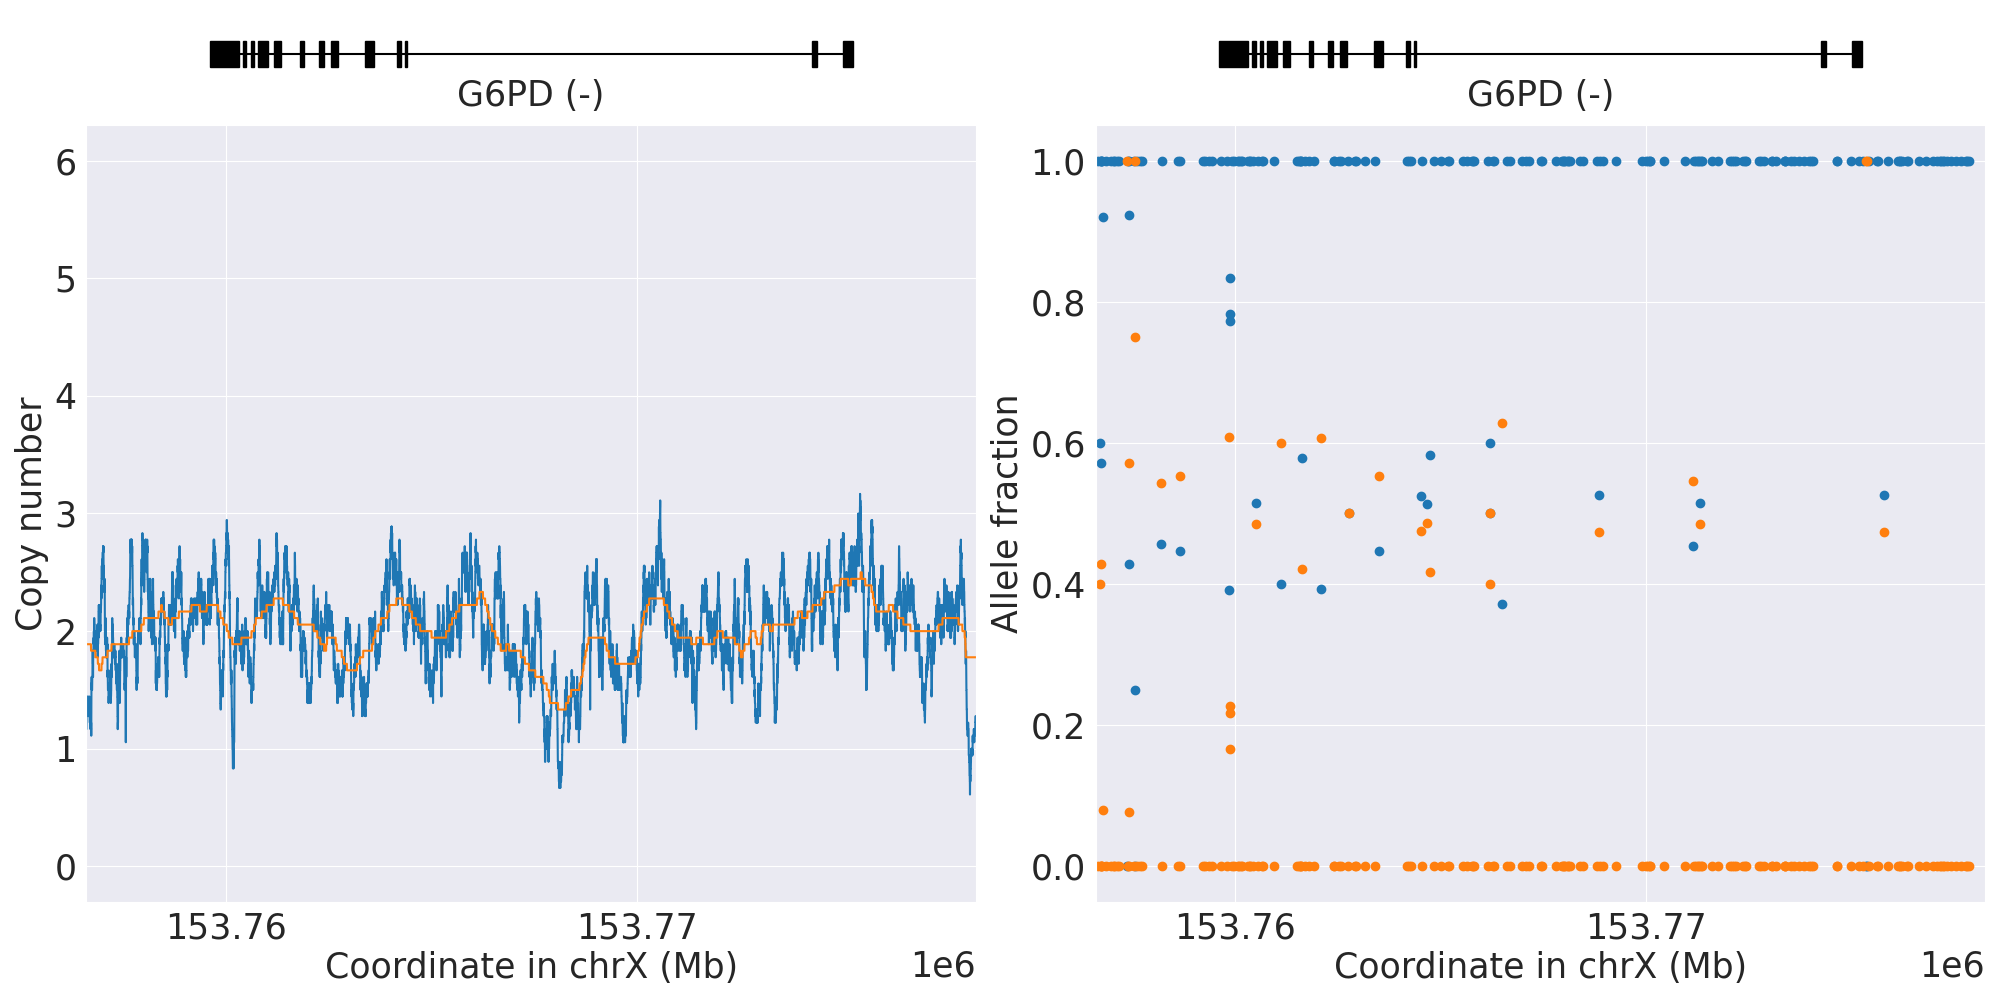 G6PD (-)
6
5
4
3
2
1
0
Copy number
153.76
153.77
Coordinate in chrX (Mb)
1e6
G6PD (-)
1.0
0.8
0.6
0.4
0.2
0.0
Allele fraction
153.76
153.77
Coordinate in chrX (Mb)
1e6